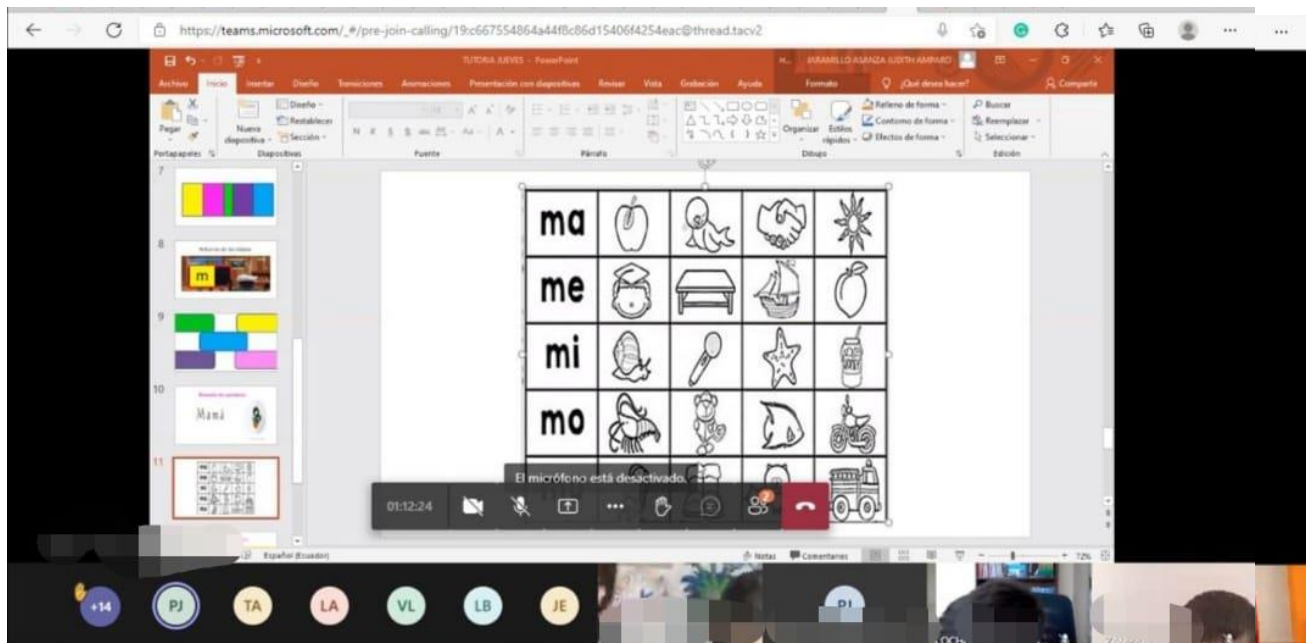 https://teams.microsoft.com/_#/pre-join-calling/19:c667554864a44f8c86d15406f4254eac@thread.tacv2
TUTORIA JUEVES - PowerPoint
JARAMILLO ASANZA JUDITH AMPARO
Archivo Inicio Insertar Diseño Transiciones Animaciones Presentación con diapositivas Revisar Vista Grabación Ayuda Formato ¿Qué desea hacer? Compartir
Pegar
Nueva diapositiva
Diseño
Restablecer
Sección
N K S S abc AV Aa A
Organizar
Estilos rápidos
Relleno de forma
Contorno de forma
Efectos de forma
Buscar
Reemplazar
Seleccionar
Portapapeles Diapositivas Fuente Párrafo Dibujo Edición
7
8
m
9
10
Mamá
11
ma
me
mi
mo
El micrófono está desactivado.
01:12:24
2
Español (Ecuador)
Notas Comentarios 72%
+14 PJ TA LA VL LB JE